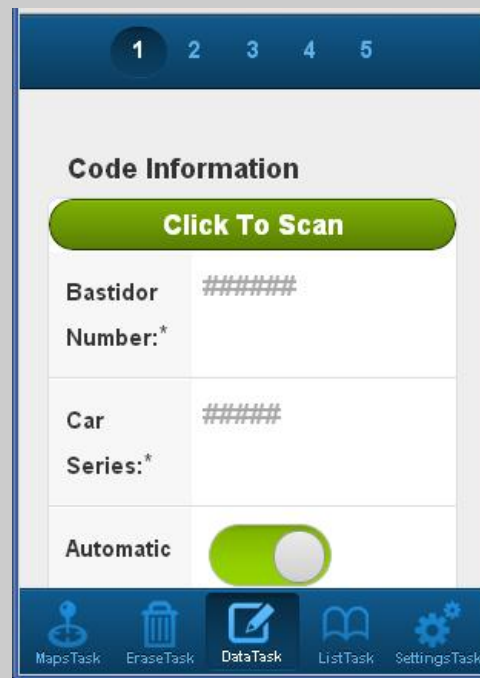 1 2 3 4 5
Code Information
Click To Scan
Bastidor
Number:*
######
Car
Series:*
#####
Automatic
MapsTask EraseTask DataTask ListTask SettingsTask